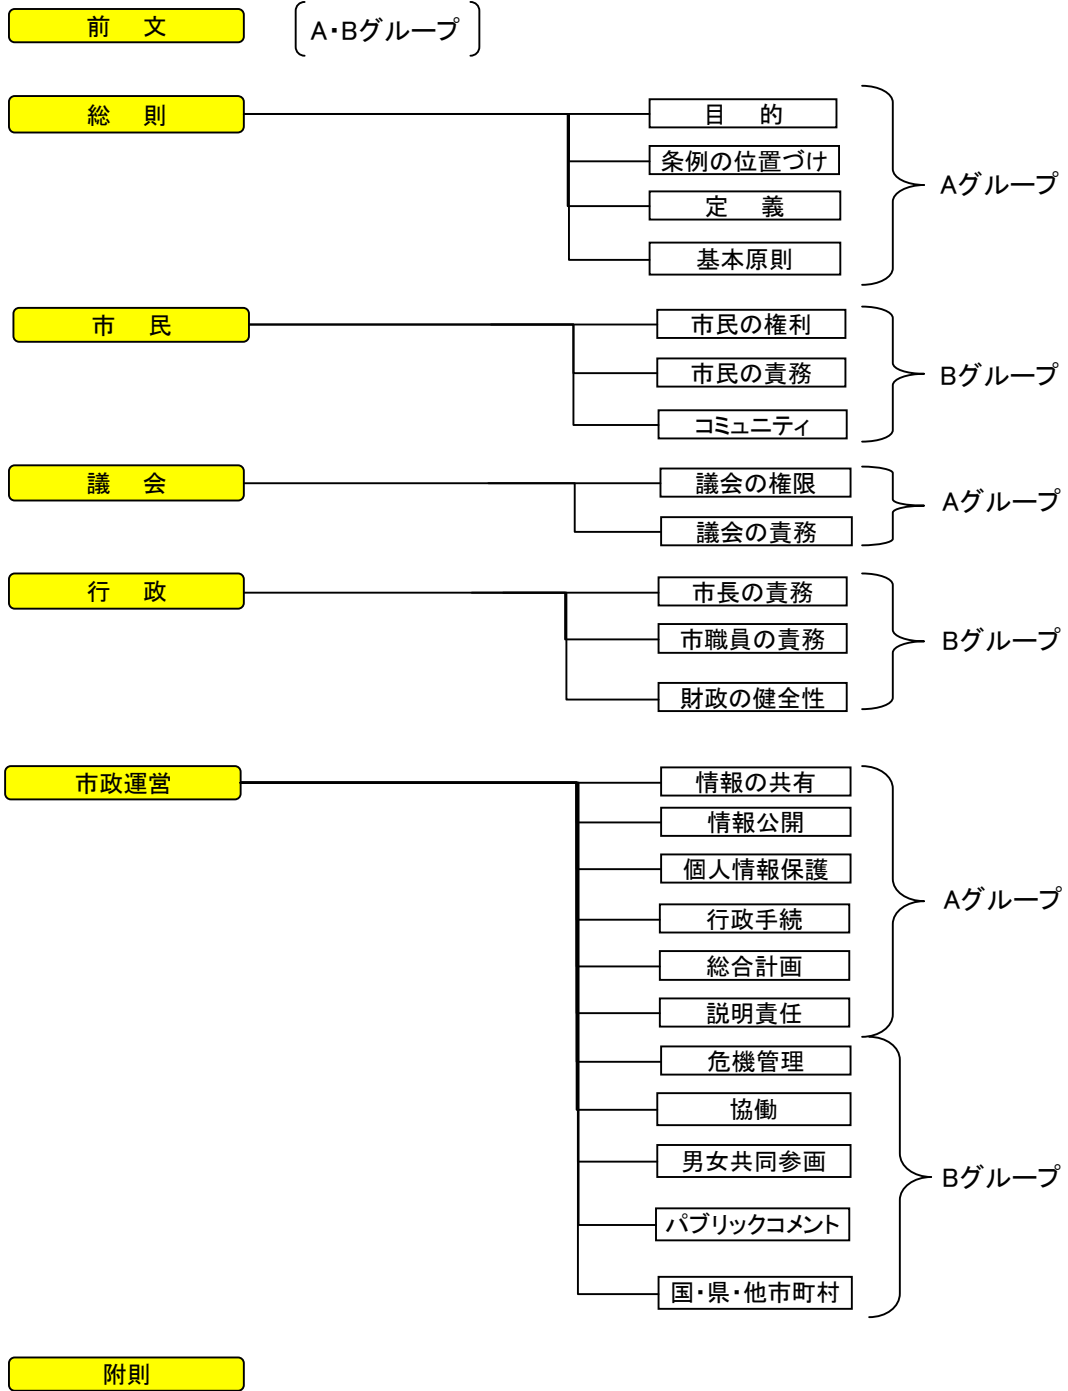 前　文
A・Bグループ
総　則
目　的
条例の位置づけ
定　義
基本原則
Aグループ
市　民
市民の権利
市民の責務
コミュニティ
Bグループ
議　会
議会の権限
議会の責務
Aグループ
行　政
市長の責務
市職員の責務
財政の健全性
Bグループ
市政運営
情報の共有
情報公開
個人情報保護
行政手続
総合計画
説明責任
Aグループ
危機管理
協働
男女共同参画
パブリックコメント
国・県・他市町村
Bグループ
附則